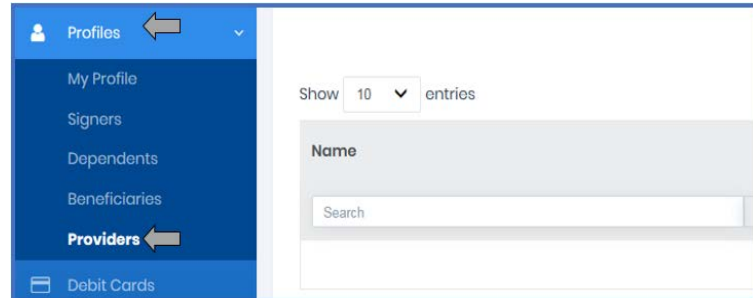 Profiles
My Profile
Signers
Dependents
Beneficiaries
Providers
Debit Cards
Show 10 entries
Name
Search